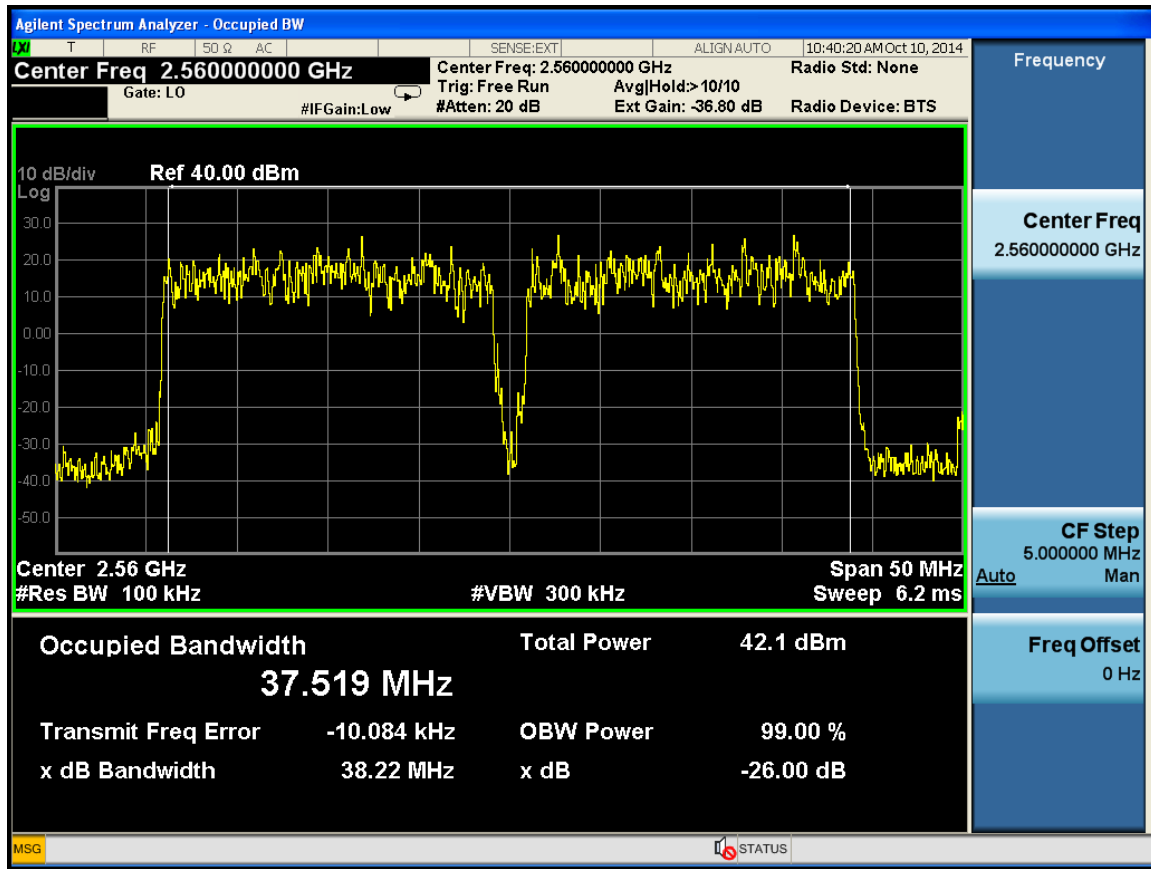 Agilent Spectrum Analyzer - Occupied BW
LXI T RF 50 Ω AC SENSE:EXT ALIGN AUTO 10:40:20 AM Oct 10, 2014
Center Freq 2.560000000 GHz Center Freq: 2.560000000 GHz Radio Std: None
Gate: LO Trig: Free Run Avg|Hold:> 10/10
#IFGain:Low #Atten: 20 dB Ext Gain: -36.80 dB Radio Device: BTS
10 dB/div Ref 40.00 dBm
Log
30.0
20.0
10.0
0.00
-10.0
-20.0
-30.0
-40.0
-50.0
Center 2.56 GHz Span 50 MHz
#Res BW 100 kHz #VBW 300 kHz Sweep 6.2 ms
Occupied Bandwidth Total Power 42.1 dBm
37.519 MHz
Transmit Freq Error -10.084 kHz OBW Power 99.00 %
x dB Bandwidth 38.22 MHz x dB -26.00 dB
Frequency
Center Freq
2.560000000 GHz
CF Step
5.000000 MHz
Auto Man
Freq Offset
0 Hz
MSG STATUS